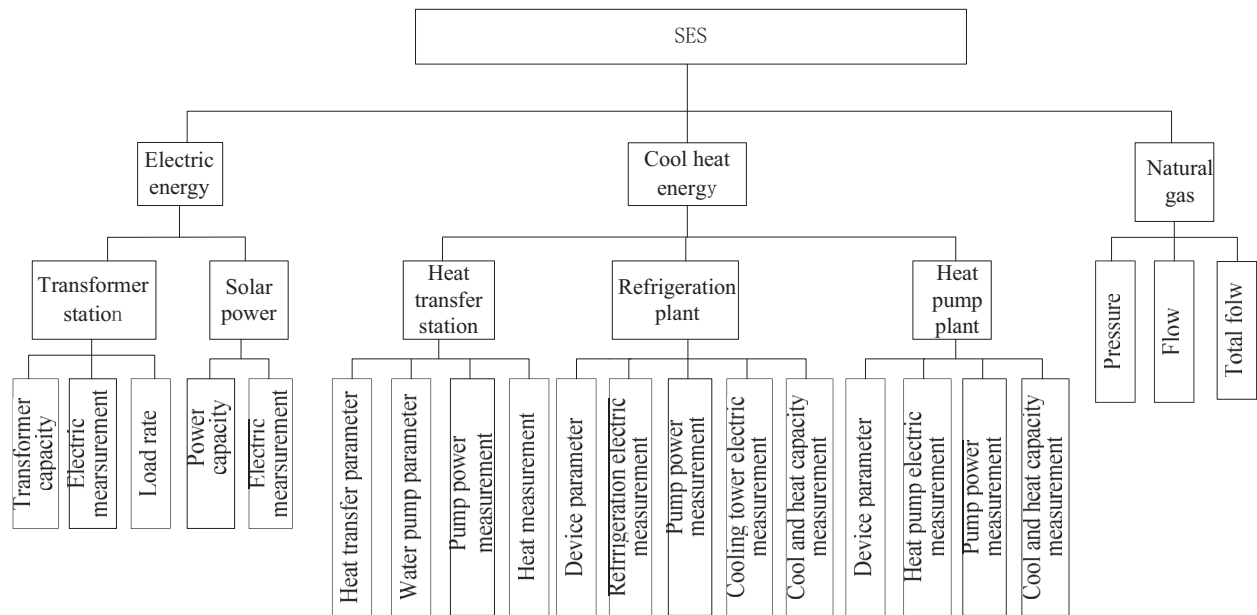 SES
Electric
energy
Cool heat
energy
Natural
gas
Transformer
station
Solar
power
Heat
transfer
station
Refrigeration
plant
Heat
pump
plant
Pressure
Flow
Total folw
Transformer
capacity
Electric
mearsurement
Load rate
Power
capacity
Electric
mearsurement
Heat transfer parameter
Water pump parameter
Pump power
measurement
Heat measurement
Device parameter
Refrrigeration electric
measurement
Pump power
measurement
Cooling tower electric
measurement
Cool and heat capacity
measurement
Device parameter
Heat pump electric
measurement
Pump power
measurement
Cool and heat capacity
measurement